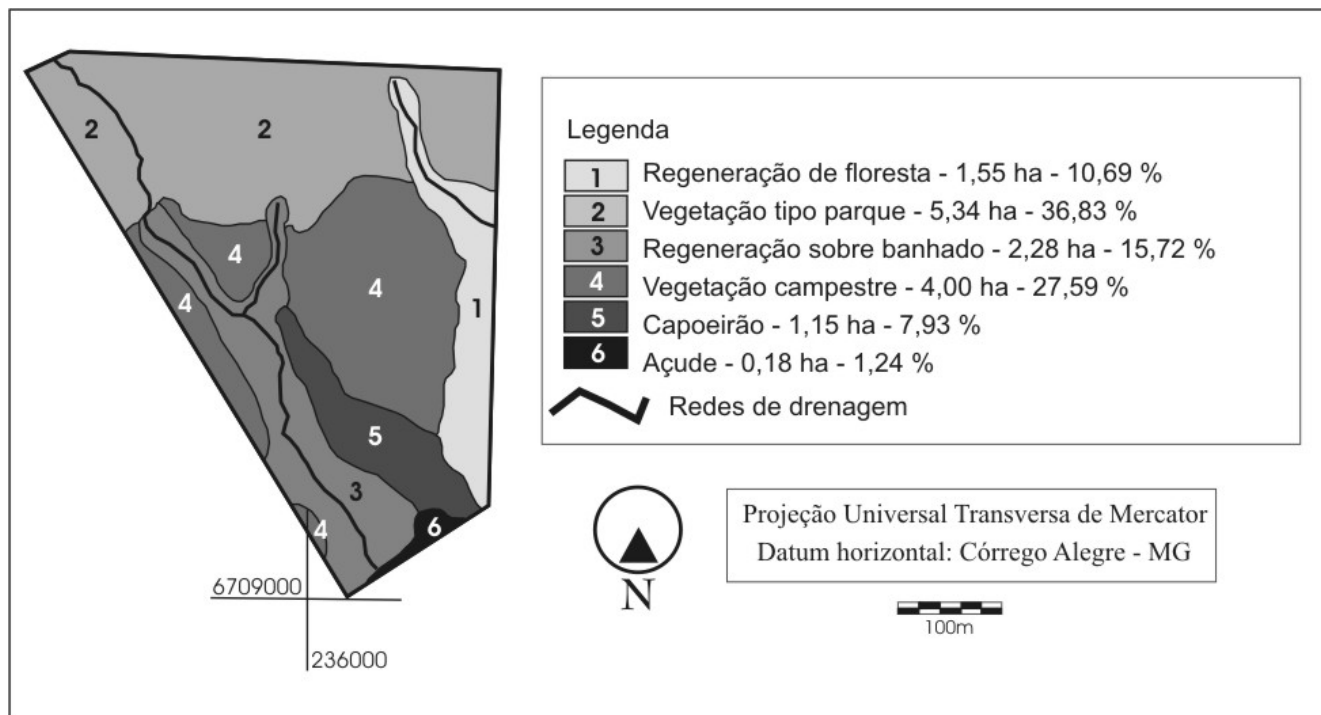 2
2
4
4
4
1
5
3
4
6
6709000
236000
Legenda
1 Regeneração de floresta - 1,55 ha - 10,69 %
2 Vegetação tipo parque - 5,34 ha - 36,83 %
3 Regeneração sobre banhado - 2,28 ha - 15,72 %
4 Vegetação campestre - 4,00 ha - 27,59 %
5 Capoeirão - 1,15 ha - 7,93 %
6 Açude - 0,18 ha - 1,24 %
Redes de drenagem
N
Projeção Universal Transversa de Mercator
Datum horizontal: Córrego Alegre - MG
100m